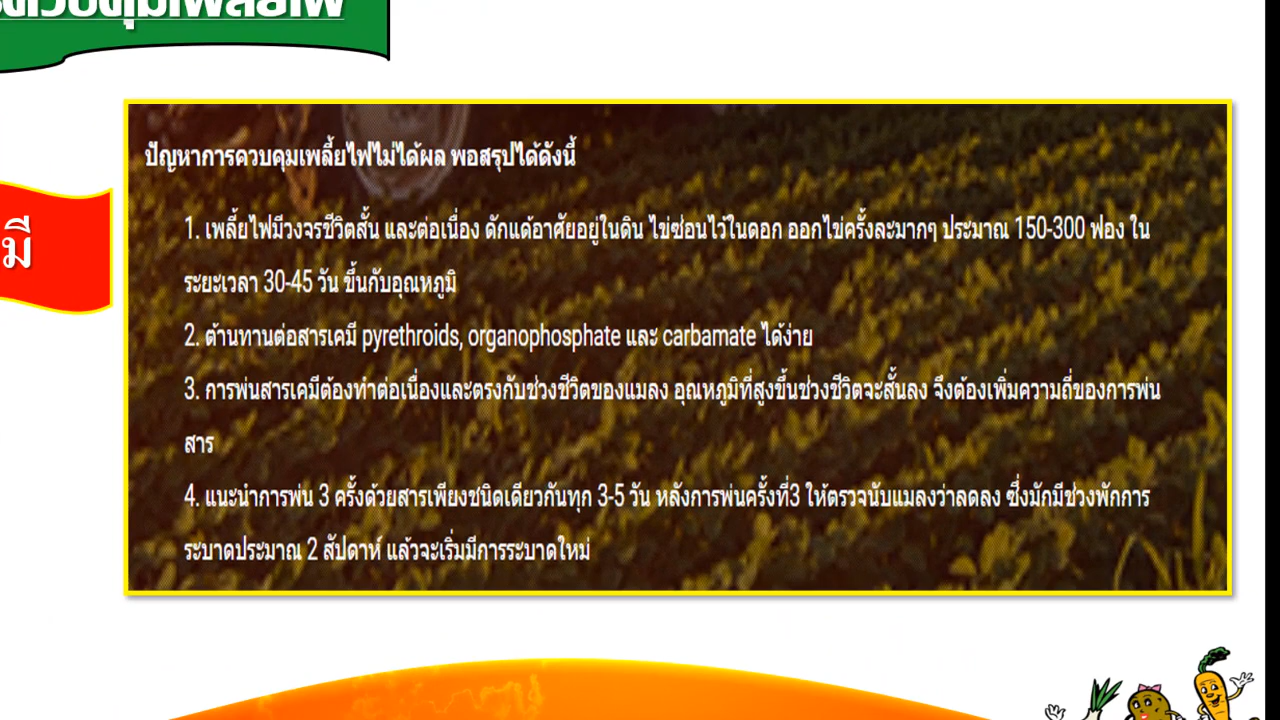 ปัญหาการควบคุมเพลี้ยไฟไม่ได้ผล พอสรุปได้ดังนี้
1. เพลี้ยไฟมีวงจรชีวิตสั้น และต่อเนื่อง ดักแด้อาศัยอยู่ในดิน ไข่ซ่อนไว้ในดอก ออกไข่ครั้งละมากๆ ประมาณ 150-300 ฟอง ใน
ระยะเวลา 30-45 วัน ขึ้นกับอุณหภูมิ
2. ต้านทานต่อสารเคมี pyrethroids, organophosphate และ carbamate ได้ง่าย
3. การพ่นสารเคมีต้องทำต่อเนื่องและตรงกับช่วงชีวิตของแมลง อุณหภูมิที่สูงขึ้นช่วงชีวิตจะสั้นลง จึงต้องเพิ่มความถี่ของการพ่น
สาร
4. แนะนำการพ่น 3 ครั้งด้วยสารเพียงชนิดเดียวกันทุก 3-5 วัน หลังการพ่นครั้งที่3 ให้ตรวจนับแมลงว่าลดลง ซึ่งมักมีช่วงพักการ
ระบาดประมาณ 2 สัปดาห์ แล้วจะเริ่มมีการระบาดใหม่
มี